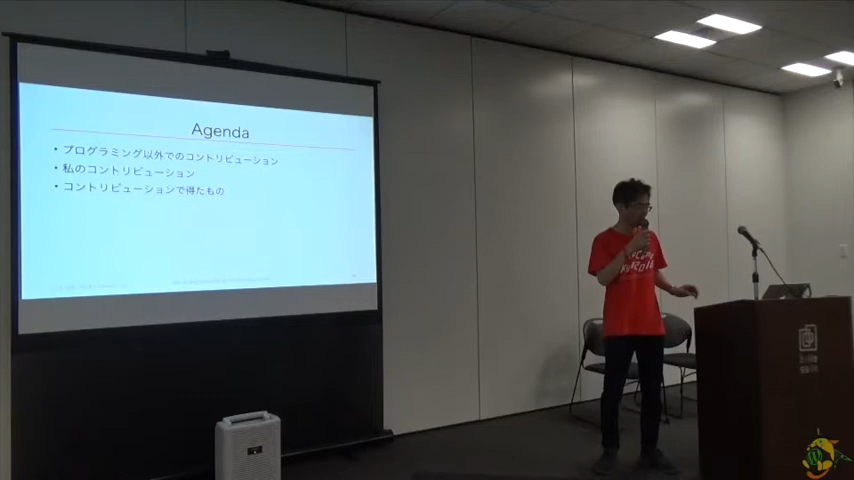 Agenda
• プログラミング以外でのコントリビューション
• 私のコントリビューション
• コントリビューションで得たもの